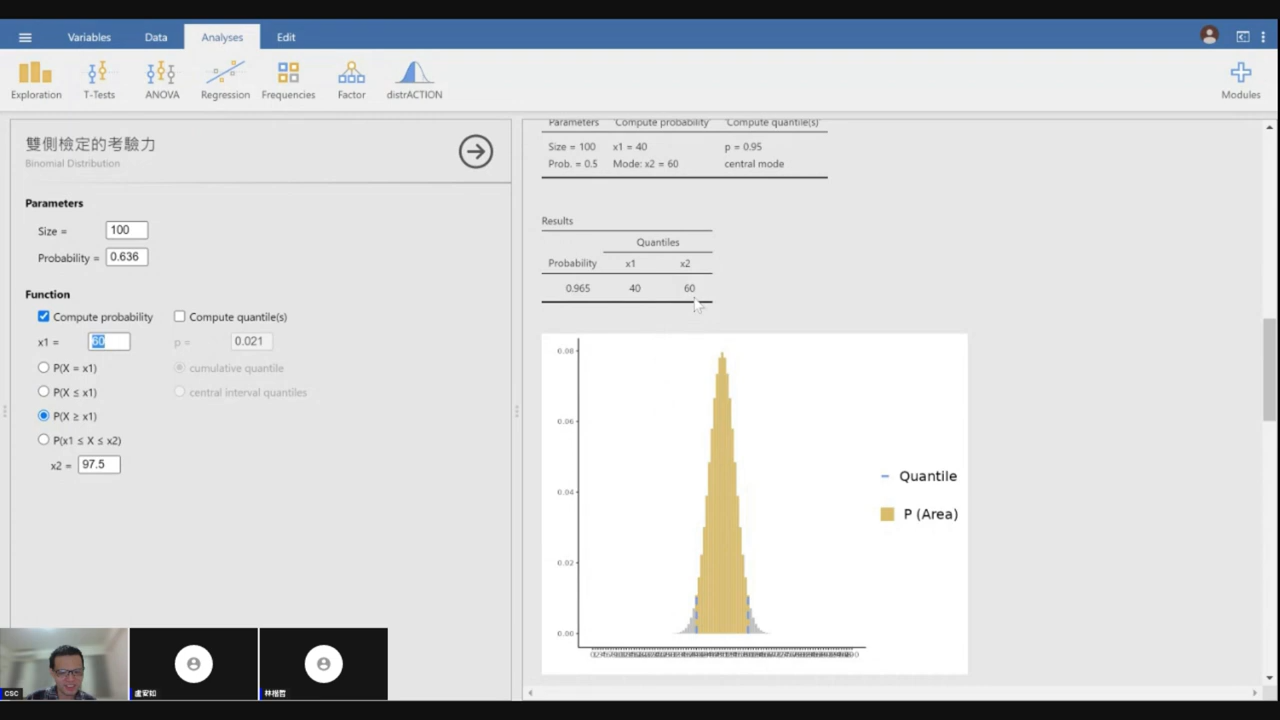 Variables Data Analyses Edit
Exploration T-Tests ANOVA Regression Frequencies Factor distrACTION Modules
雙側檢定的考驗力
Binomial Distribution
Parameters
Size = 100
Probability = 0.636
Function
Compute probability Compute quantile(s)
x1 = 60 p = 0.021
P(X = x1) cumulative quantile
P(X ≤ x1) central interval quantiles
P(X ≥ x1)
P(x1 ≤ X ≤ x2)
x2 = 97.5
Parameters Compute probability Compute quantile(s)
Size = 100 x1 = 40 p = 0.95
Prob. = 0.5 Mode: x2 = 60 central mode
Results
Quantiles
Probability x1 x2
0.965 40 60
0.08
0.06
0.04
0.02
0.00
Quantile
P (Area)
CSC
盧安如